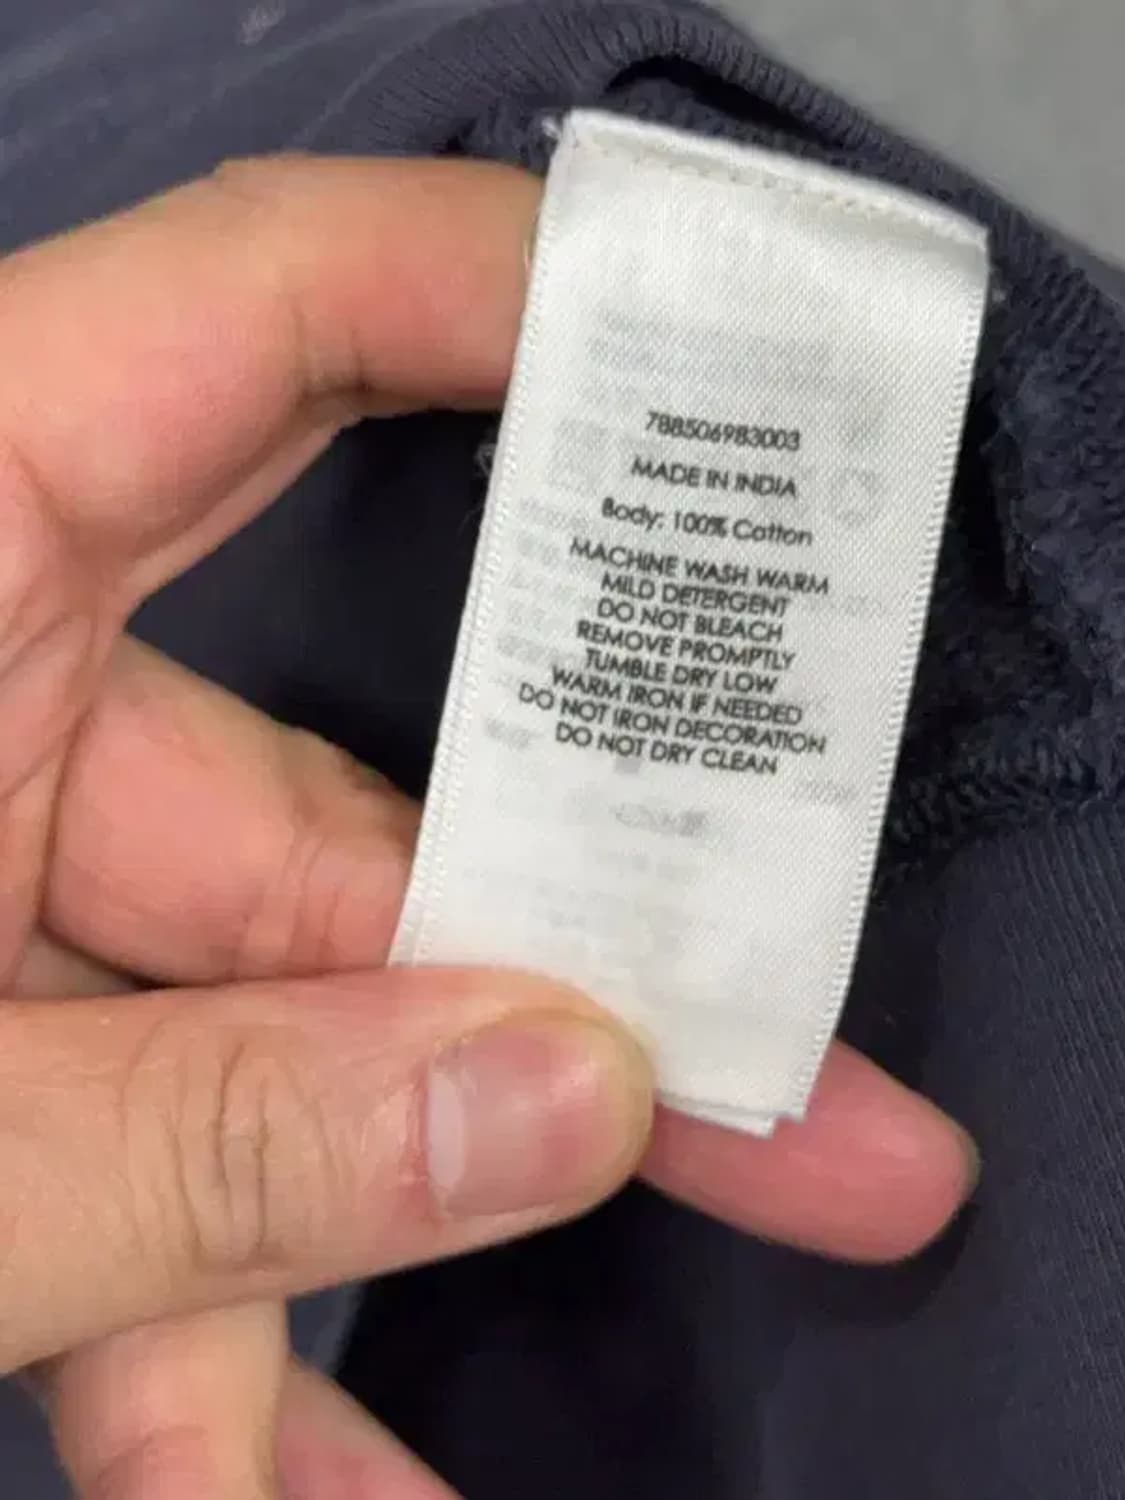 788506983003
MADE IN INDIA
Body: 100% Cotton
MACHINE WASH WARM
MILD DETERGENT
DO NOT BLEACH
REMOVE PROMPTLY
TUMBLE DRY LOW
WARM IRON IF NEEDED
DO NOT IRON DECORATION
DO NOT DRY CLEAN